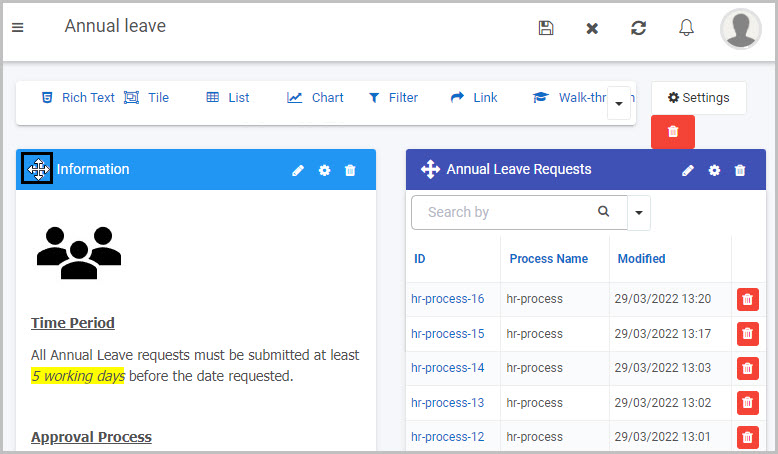 Annual leave
Rich Text Tile List Chart Filter Link Walk-thr n Settings
Information
Annual Leave Requests
Search by
ID Process Name Modified
hr-process-16 hr-process 29/03/2022 13:20
hr-process-15 hr-process 29/03/2022 13:17
hr-process-14 hr-process 29/03/2022 13:03
hr-process-13 hr-process 29/03/2022 13:02
hr-process-12 hr-process 29/03/2022 13:01
Time Period
All Annual Leave requests must be submitted at least
5 working days before the date requested.
Approval Process